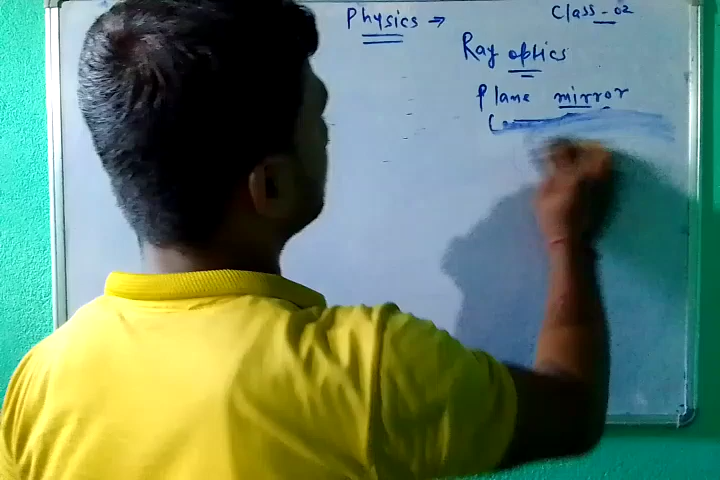 Physics → Class - 02
Ray optics
Plane mirror